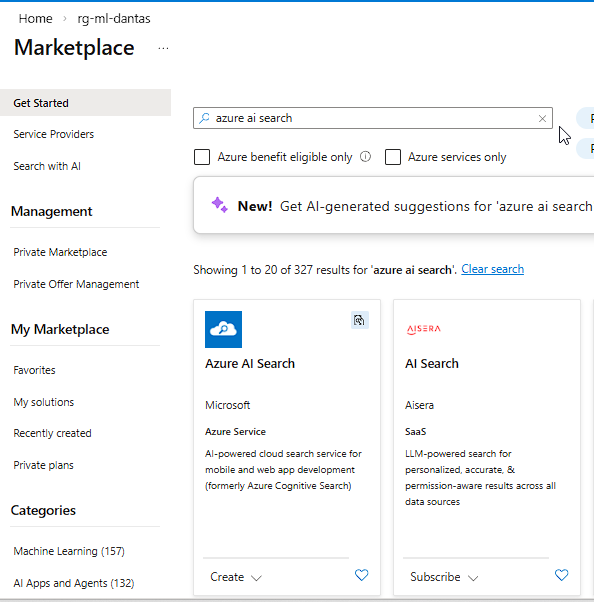 Home > rg-ml-dantas
Marketplace ...
Get Started
Service Providers
Search with AI
Management
Private Marketplace
Private Offer Management
My Marketplace
Favorites
My solutions
Recently created
Private plans
Categories
Machine Learning (157)
AI Apps and Agents (132)
azure ai search
Azure benefit eligible only
Azure services only
New! Get AI-generated suggestions for 'azure ai search
Showing 1 to 20 of 327 results for 'azure ai search'. Clear search
Azure AI Search
Microsoft
Azure Service
AI-powered cloud search service for
mobile and web app development
(formerly Azure Cognitive Search)
Create
AISERA
AI Search
Aisera
SaaS
LLM-powered search for
personalized, accurate, &
permission-aware results across all
data sources
Subscribe